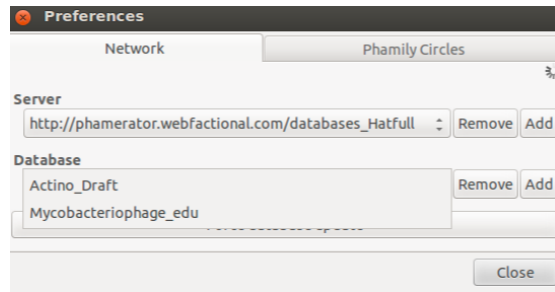 Preferences
Network
Phamily Circles
Server
http://phamerator.webfactional.com/databases_Hatfull
Remove
Add
Database
Actino_Draft
Remove
Add
Mycobacteriophage_edu
Close